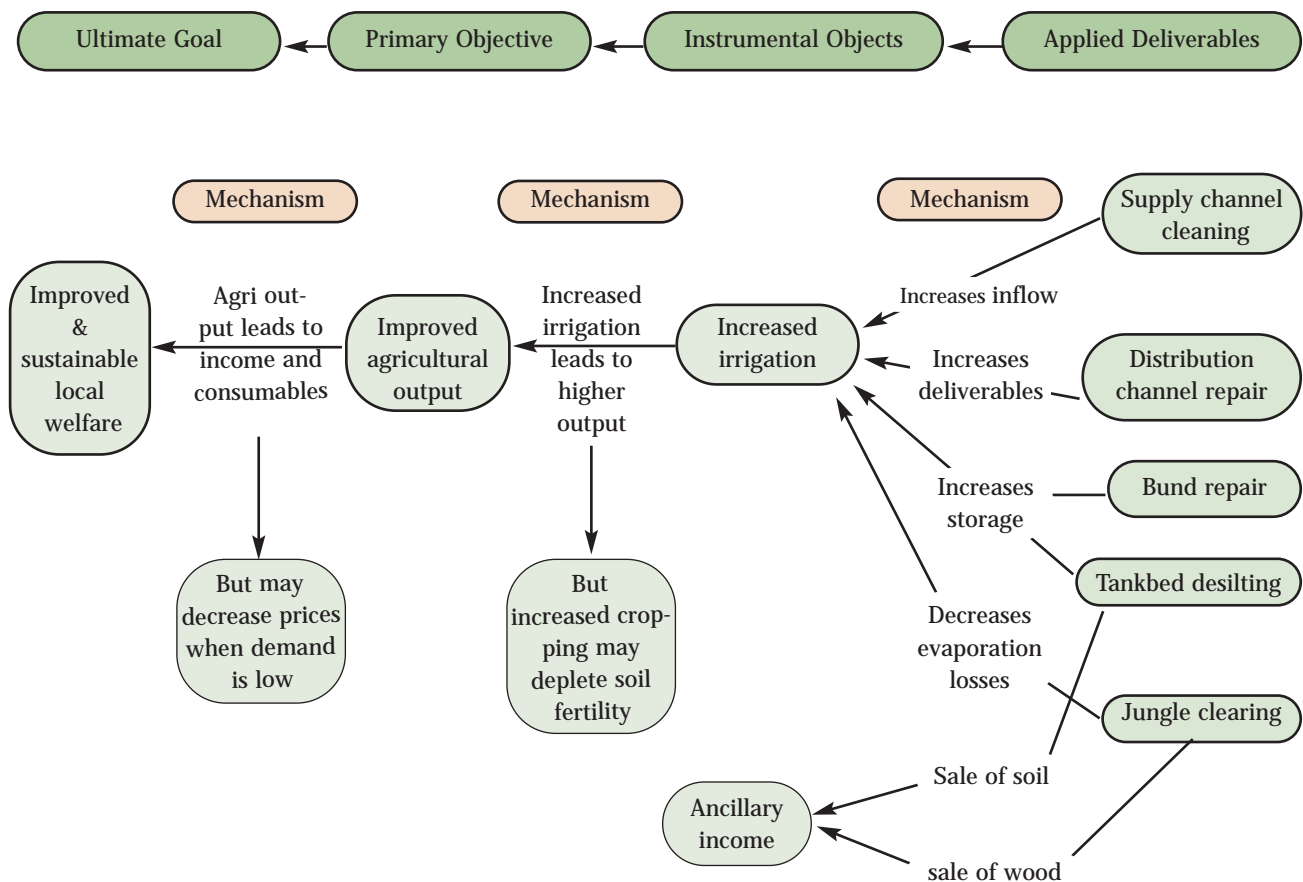 Ultimate Goal
Primary Objective
Instrumental Objects
Applied Deliverables
Mechanism
Mechanism
Mechanism
Supply channel
cleaning
Improved
&
sustainable
local
welfare
Agri out-
put leads to
income and
consumables
Improved
agricultural
output
Increased
irrigation
leads to
higher
output
Increased
irrigation
Increases inflow
Increases
deliverables
Distribution
channel repair
Increases
storage
Bund repair
Tankbed desilting
But may
decrease prices
when demand
is low
But
increased crop-
ping may
deplete soil
fertility
Decreases
evaporation
losses
Jungle clearing
Sale of soil
Ancillary
income
sale of wood